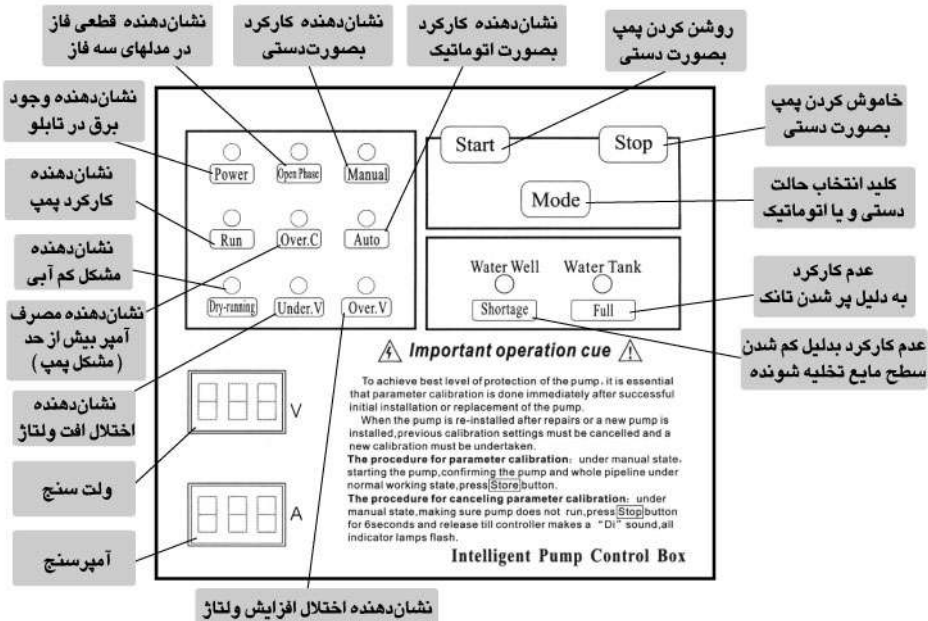 نشان‌دهنده قطعی فاز
در مدلهای سه فاز
نشان‌دهنده کارکرد
بصورت‌دستی
نشان‌دهنده کارکرد
بصورت اتوماتیک
روشن کردن پمپ
بصورت دستی
نشان‌دهنده وجود
برق در تابلو
خاموش کردن پمپ
بصورت دستی
نشان‌دهنده
کارکرد پمپ
کلید انتخاب حالت
دستی و یا اتوماتیک
نشان‌دهنده
مشکل کم آبی
عدم کارکرد
به دلیل پر شدن تانک
نشان‌دهنده مصرف
آمپر بیش از حد
( مشکل پمپ )
عدم کارکرد بدلیل کم شدن
سطح مایع تخلیه شونده
نشان‌دهنده
اختلال افت ولتاژ
ولت سنج
آمپرسنج
نشان‌دهنده اختلال افزایش ولتاژ
Power
Open Phase
Manual
Run
Over.C
Auto
Dry-running
Under.V
Over.V
Start
Stop
Mode
Water Well
Water Tank
Shortage
Full
V
A
Important operation cue
To achieve best level of protection of the pump, it is essential
that parameter calibration is done immediately after successful
initial installation or replacement of the pump.
When the pump is re-installed after repairs or a new pump is
installed,previous calibration settings must be cancelled and a
new calibration must be undertaken.
The procedure for parameter calibration: under manual state,
starting the pump,confirming the pump and whole pipeline under
normal working state,press Store button.
The procedure for canceling parameter calibration: under
manual state,making sure pump does not run,press Stop button
for 6seconds and release till controller makes a "Di" sound,all
indicator lamps flash.
Intelligent Pump Control Box